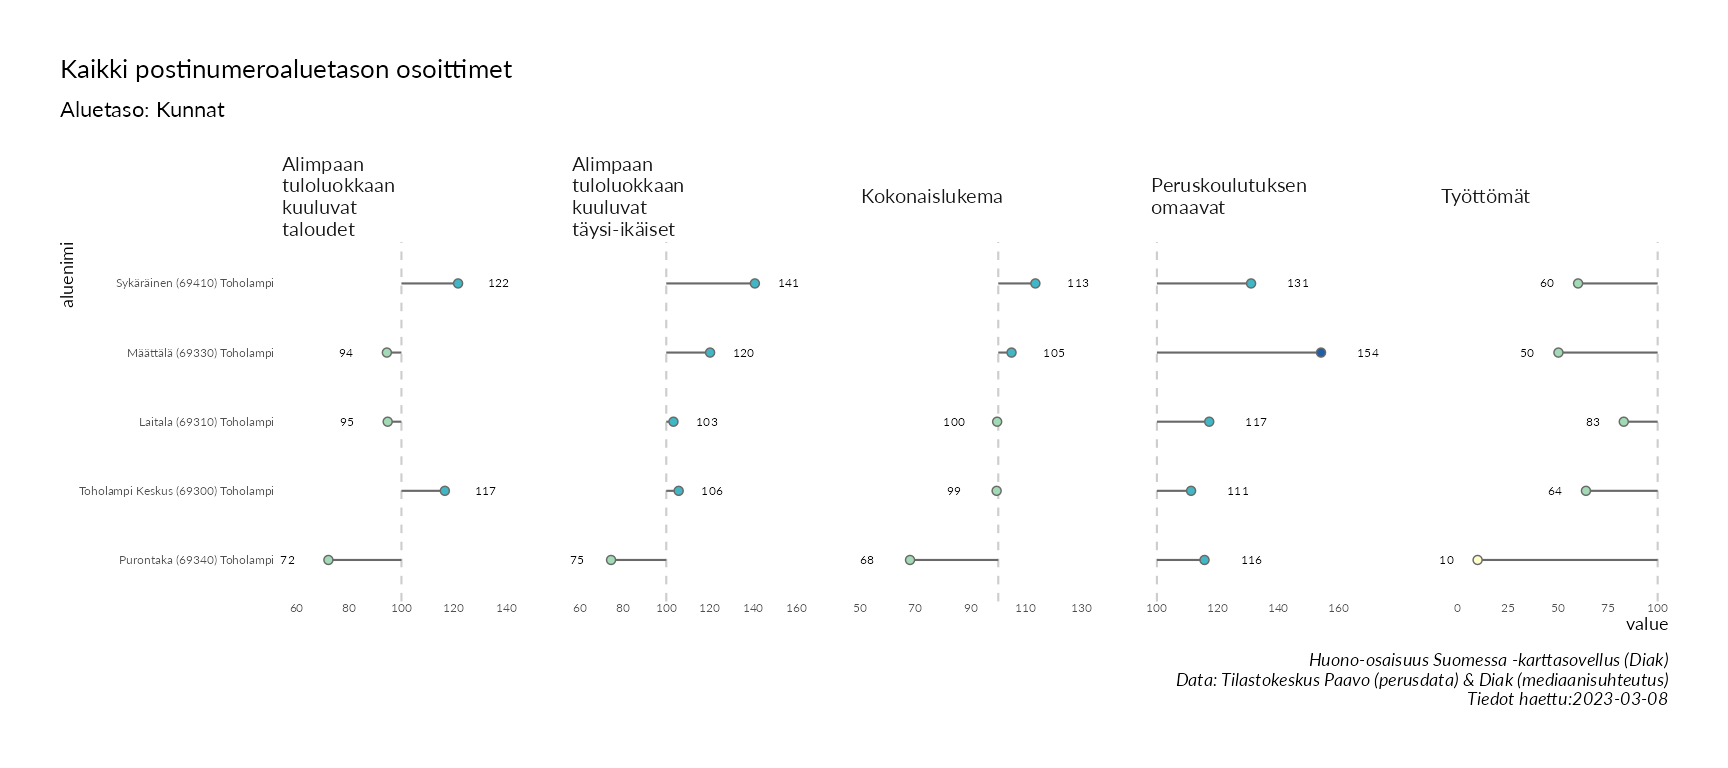 Kaikki postinumeroaluetason osoittimet
Aluetaso: Kunnat
Alimpaan
tuloluokkaan
kuuluvat
taloudet
Alimpaan
tuloluokkaan
kuuluvat
täysi-ikäiset
Kokonaislukema
Peruskoulutuksen
omaavat
Työttömät
aluenimi
Sykäräinen (69410) Toholampi 122 141 113 131 60
Määttälä (69330) Toholampi 94 120 105 154 50
Laitala (69310) Toholampi 95 103 100 117 83
Toholampi Keskus (69300) Toholampi 117 106 99 111 64
Purontaka (69340) Toholampi 72 75 68 116 10
60 80 100 120 140 60 80 100 120 140 160 50 70 90 110 130 100 120 140 160 0 25 50 75 100
value
Huono-osaisuus Suomessa -karttasovellus (Diak)
Data: Tilastokeskus Paavo (perusdata) & Diak (mediaanisuhteutus)
Tiedot haettu:2023-03-08